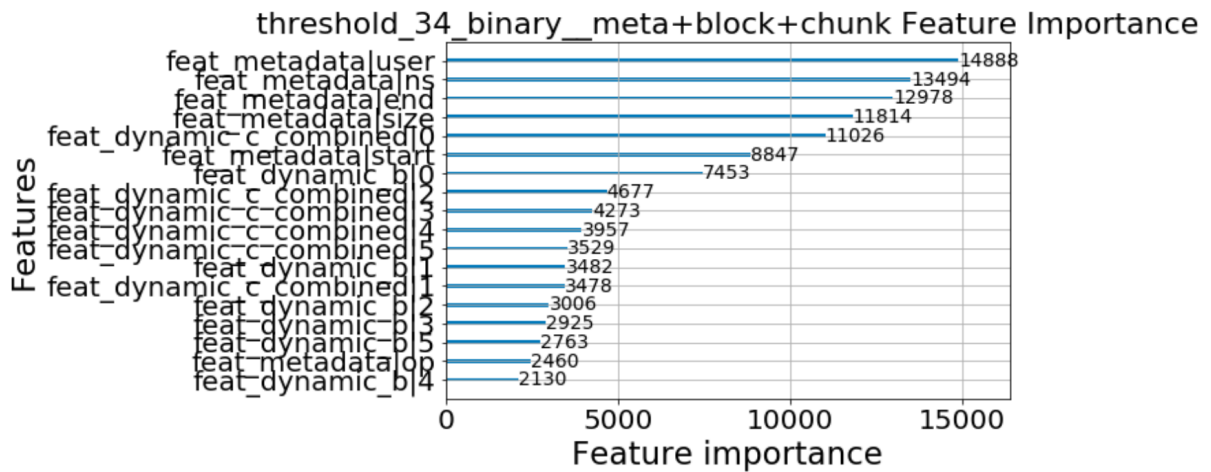 threshold_34_binary__meta+block+chunk Feature Importance
feat_metadata|user 14888
feat_metadata|ns 13494
feat_metadata|end 12978
feat_metadata|size 11814
feat_dynamic_c_combined|0 11026
feat_metadata|start 8847
feat_dynamic_b|0 7453
feat_dynamic_c_combined|2 4677
feat_dynamic_c_combined|3 4273
feat_dynamic_c_combined|4 3957
feat_dynamic_c_combined|5 3529
feat_dynamic_b|1 3482
feat_dynamic_c_combined|1 3478
feat_dynamic_b|2 3006
feat_dynamic_b|3 2925
feat_dynamic_b|5 2763
feat_metadata|op 2460
feat_dynamic_b|4 2130
Features
0 5000 10000 15000
Feature importance